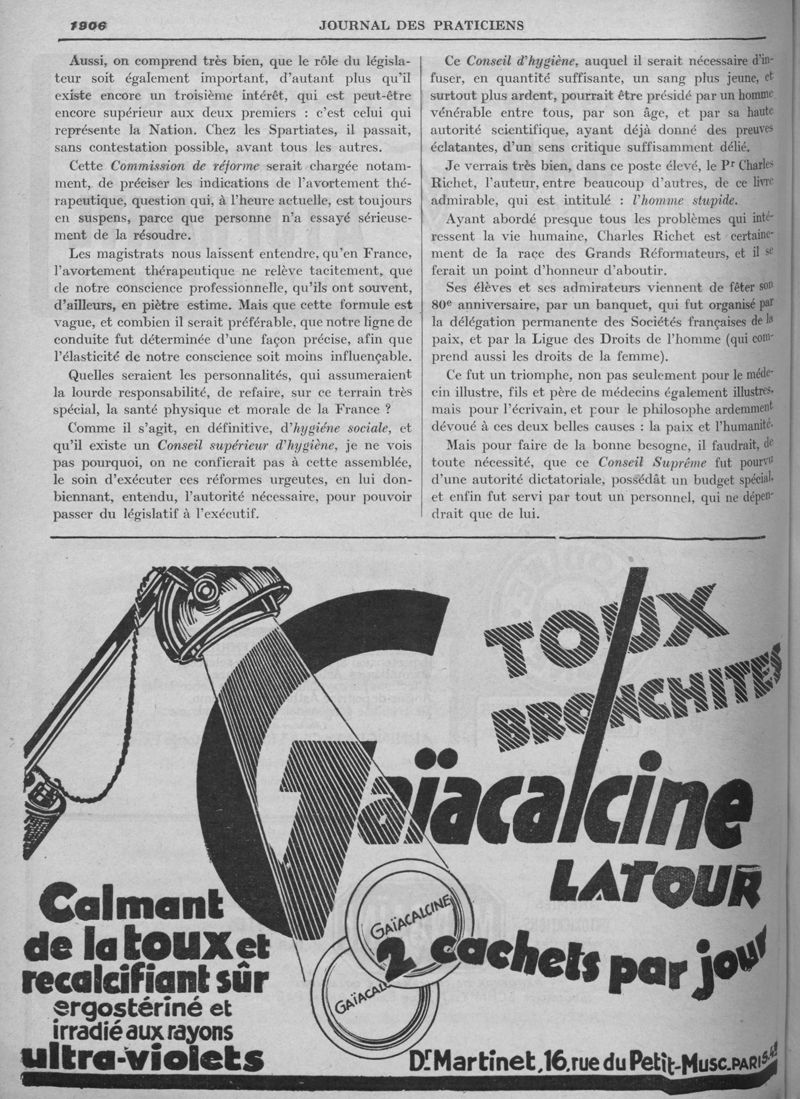 1906
JOURNAL DES PRATICIENS
Aussi, on comprend très bien, que le rôle du législa-
teur soit également important, d'autant plus qu'il
existe encore un troisième intérêt, qui est peut-être
encore supérieur aux deux premiers : c'est celui qui
représente la Nation. Chez les Spartiates, il passait,
sans contestation possible, avant tous les autres.
Cette Commission de réforme serait chargée notam-
ment, de préciser les indications de l'avortement thé-
rapeutique, question qui, à l'heure actuelle, est toujours
en suspens, parce que personne n'a essayé sérieuse-
ment de la résoudre.
Les magistrats nous laissent entendre, qu'en France,
l'avortement thérapeutique ne relève tacitement, que
de notre conscience professionnelle, qu'ils ont souvent,
d'ailleurs, en piètre estime. Mais que cette formule est
vague, et combien il serait préférable, que notre ligne de
conduite fut déterminée d'une façon précise, afin que
l'élasticité de notre conscience soit moins influençable.
Quelles seraient les personnalités, qui assumeraient
la lourde responsabilité, de refaire, sur ce terrain très
spécial, la santé physique et morale de la France ?
Comme il s'agit, en définitive, d'hygiéne sociale, et
qu'il existe un Conseil supérieur d'hygiène, je ne vois
pas pourquoi, on ne confierait pas à cette assemblée,
le soin d'exécuter ces réformes urgeutes, en lui don-
biennant, entendu, l'autorité nécessaire, pour pouvoir
passer du législatif à l'exécutif.
Ce Conseil d'hygiène, auquel il serait nécessaire d'in-
fuser, en quantité suffisante, un sang plus jeune, et
surtout plus ardent, pourrait être présidé par un homme
vénérable entre tous, par son âge, et par sa haute
autorité scientifique, ayant déjà donné des preuves
éclatantes, d'un sens critique suffisamment délié.
Je verrais très bien, dans ce poste élevé, le Pr Charles
Richet, l'auteur, entre beaucoup d'autres, de ce livre
admirable, qui est intitulé : l'homme stupide.
Ayant abordé presque tous les problèmes qui inté-
ressent la vie humaine, Charles Richet est certaine-
ment de la race des Grands Réformateurs, et il se
ferait un point d'honneur d'aboutir.
Ses élèves et ses admirateurs viennent de fêter son
80e anniversaire, par un banquet, qui fut organisé par
la délégation permanente des Sociétés françaises de la
paix, et par la Ligue des Droits de l'homme (qui com-
prend aussi les droits de la femme).
Ce fut un triomphe, non pas seulement pour le méde-
cin illustre, fils et père de médecins également illustres,
mais pour l'écrivain, et pour le philosophe ardemment
dévoué à ces deux belles causes : la paix et l'humanité.
Mais pour faire de la bonne besogne, il faudrait, de
toute nécessité, que ce Conseil Suprême fut pourvu
d'une autorité dictatoriale, possédât un budget spécial,
et enfin fut servi par tout un personnel, qui ne dépen-
drait que de lui.
TOUX
BRONCHITES
Gaïacalcine
LATOUR
Calmant
de la toux et
recalcifiant sûr
ergostériné et
irradié aux rayons
ultra-violets
GAÏACALCINE
GAÏACAL
2 cachets par jour
Dr Martinet, 16, rue du Petit-Musc_PARIS_4e